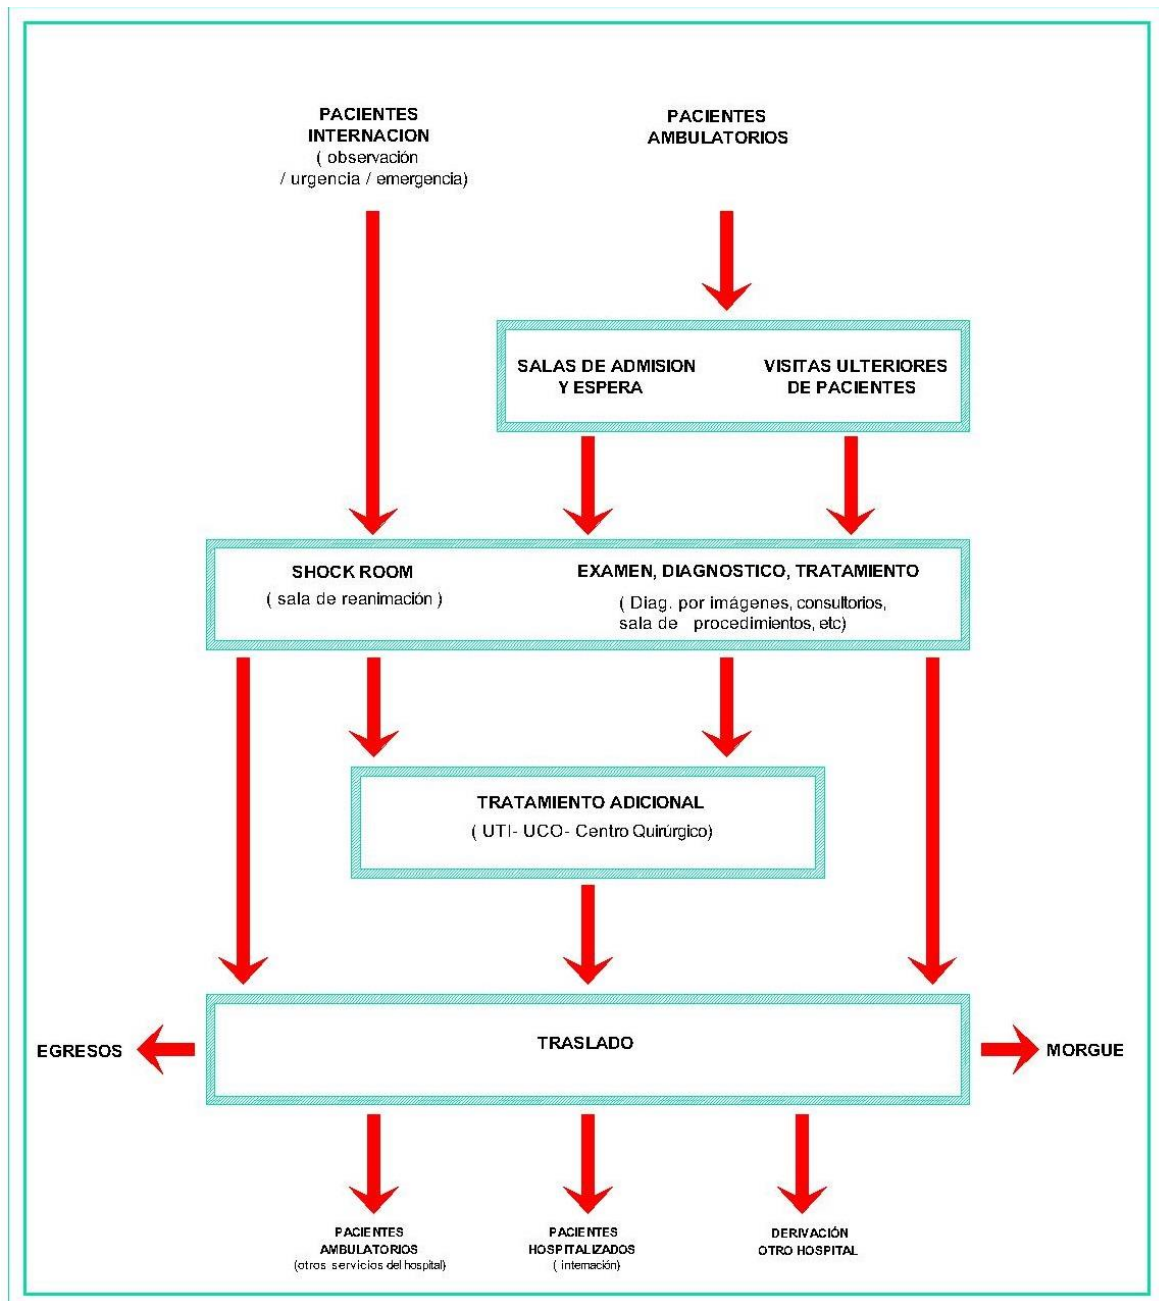 PACIENTES
INTERNACION
( observación
/ urgencia / emergencia)
PACIENTES
AMBULATORIOS
SALAS DE ADMISION
Y ESPERA
VISITAS ULTERIORES
DE PACIENTES
SHOCK ROOM
( sala de reanimación )
EXAMEN, DIAGNOSTICO, TRATAMIENTO
( Diag. por imágenes, consultorios,
sala de procedimientos, etc)
TRATAMIENTO ADICIONAL
( UTI- UCO- Centro Quirúrgico)
EGRESOS
TRASLADO
MORGUE
PACIENTES
AMBULATORIOS
(otros servicios del hospital)
PACIENTES
HOSPITALIZADOS
( internación)
DERIVACIÓN
OTRO HOSPITAL